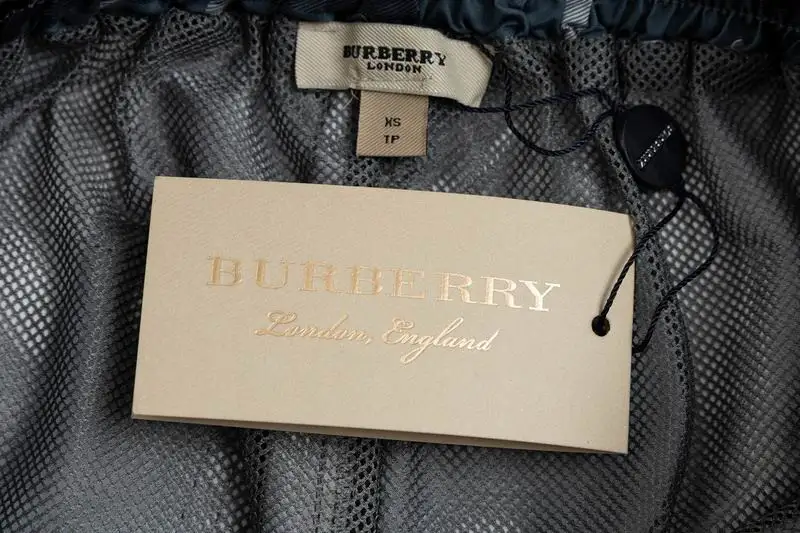 BURBERRY
LONDON
XS
TP
BURBERRY
London, England